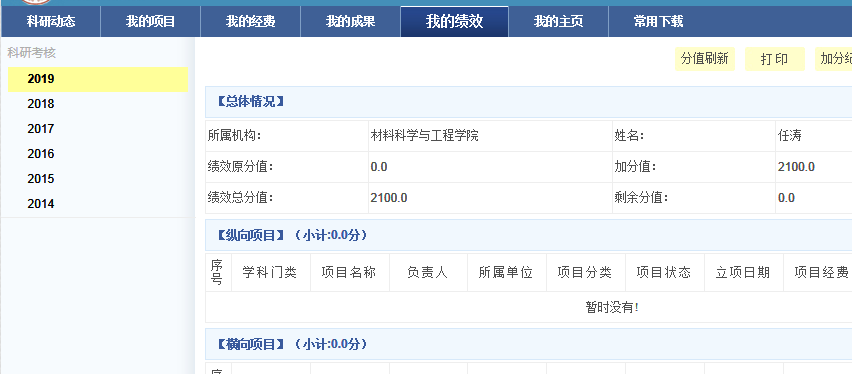 科研动态 我的项目 我的经费 我的成果 我的绩效 我的主页 常用下载
科研考核
2019
2018
2017
2016
2015
2014
分值刷新 打印 加分纪
【总体情况】
所属机构: 材料科学与工程学院 姓名: 任涛
绩效原分值: 0.0 加分值: 2100.0
绩效总分值: 2100.0 剩余分值: 0.0
【纵向项目】（小计:0.0分）
序号 学科门类 项目名称 负责人 所属单位 项目分类 项目状态 立项日期 项目经费
暂时没有!
【横向项目】（小计:0.0分）
序